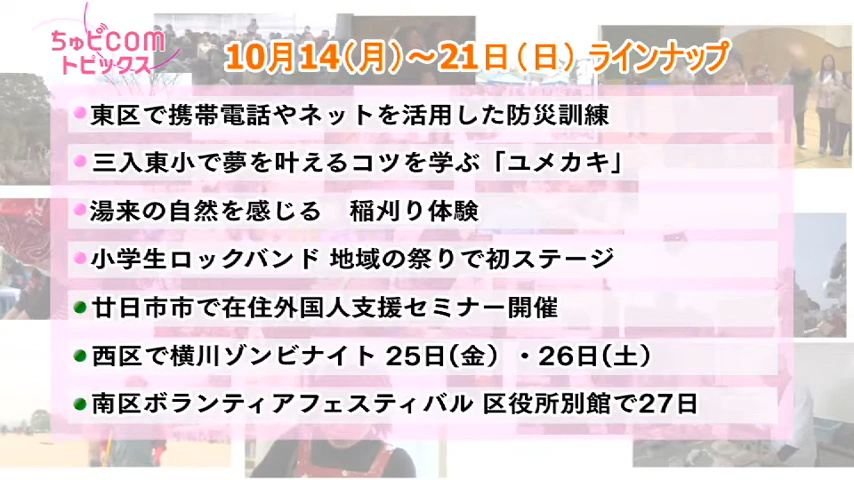 ちゅピCOM
トピックス
10月14(月)～21日(日) ラインナップ
東区で携帯電話やネットを活用した防災訓練
三入東小で夢を叶えるコツを学ぶ「ユメカキ」
湯来の自然を感じる　稲刈り体験
小学生ロックバンド 地域の祭りで初ステージ
廿日市市で在住外国人支援セミナー開催
西区で横川ゾンビナイト 25日(金）・26日(土）
南区ボランティアフェスティバル 区役所別館で27日